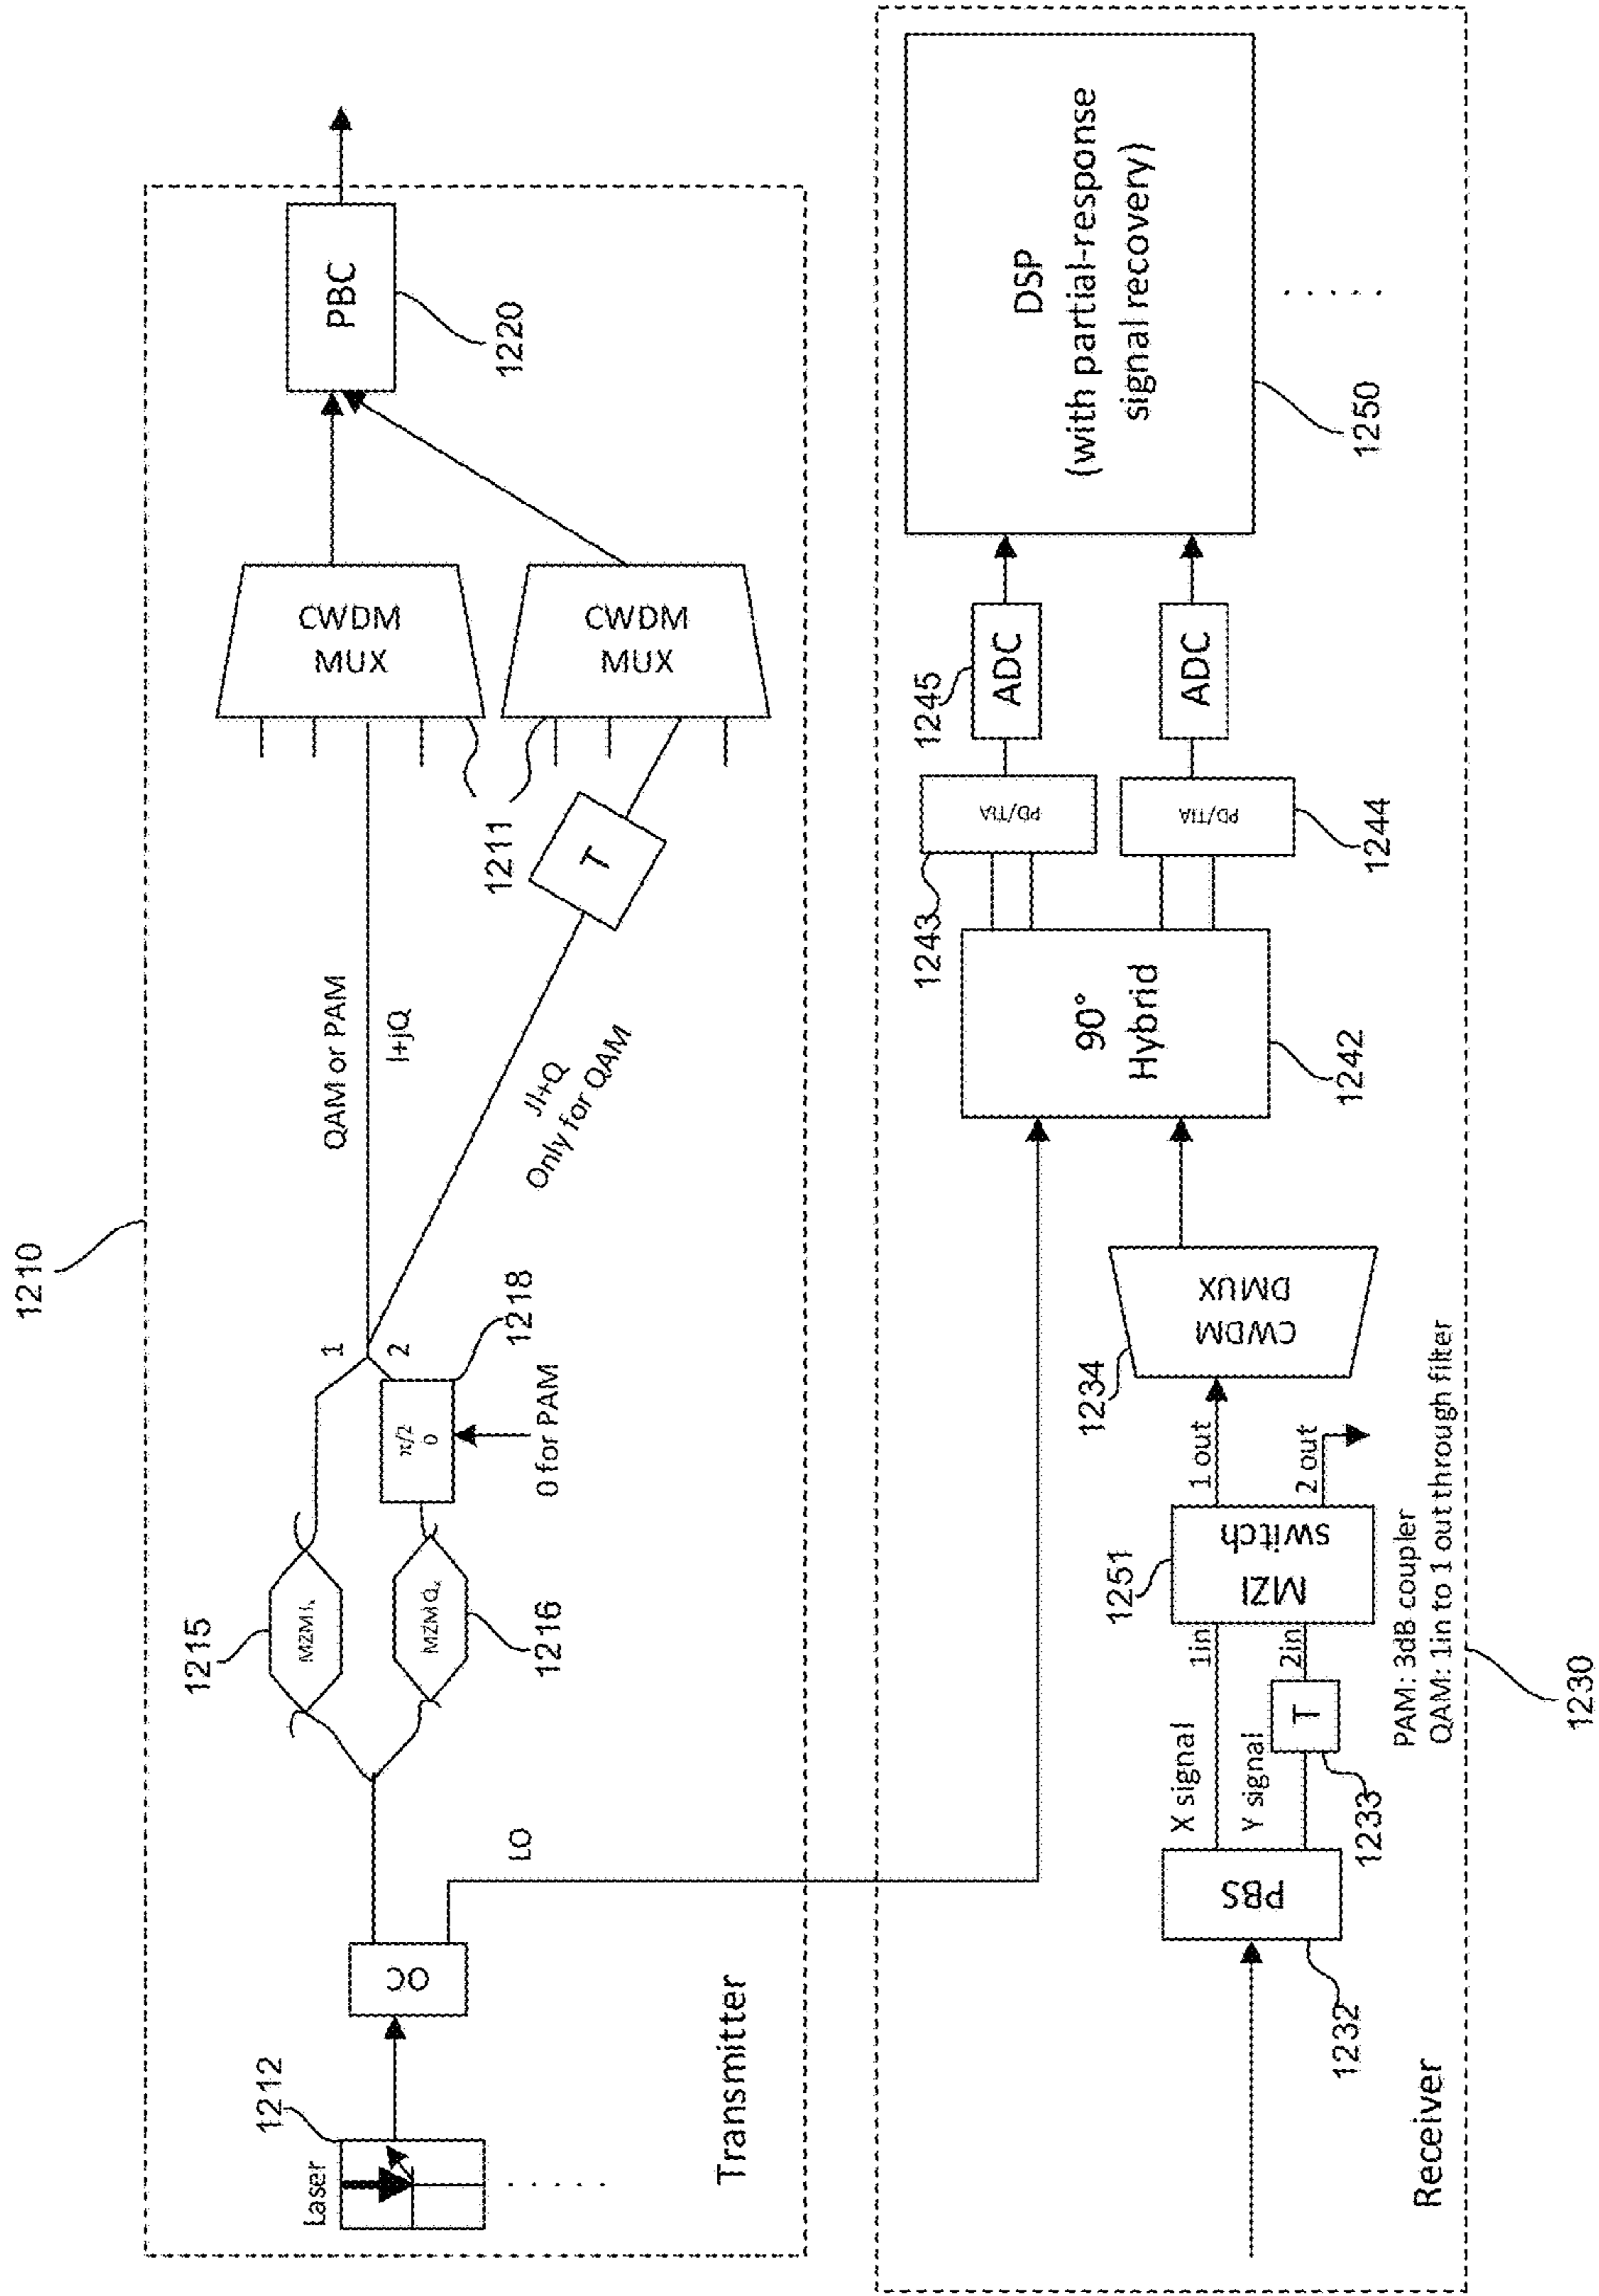 1210
Laser
1212
OC
LO
1215
MZM Iₓ
MZM Qₓ
1216
1
2
π/2
0
1218
0 for PAM
QAM or PAM
I+jQ
JI+Q
Only for QAM
T
1211
CWDM
MUX
CWDM
MUX
PBC
1220
Transmitter
Receiver
PBS
1232
X signal
Y signal
T
1233
1in
2in
1251
MZI
switch
1 out
2 out
PAM: 3dB coupler
QAM: 1in to 1 out through filter
1230
1234
CWDM
DMUX
90°
Hybrid
1242
1243
PD/TIA
PD/TIA
1244
1245
ADC
ADC
DSP
(with partial-response
signal recovery)
1250